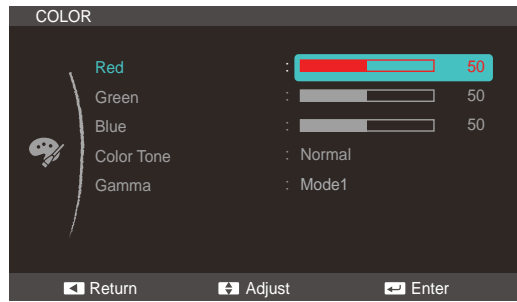 COLOR
Red : 50
Green : 50
Blue : 50
Color Tone : Normal
Gamma : Mode1
Return Adjust Enter